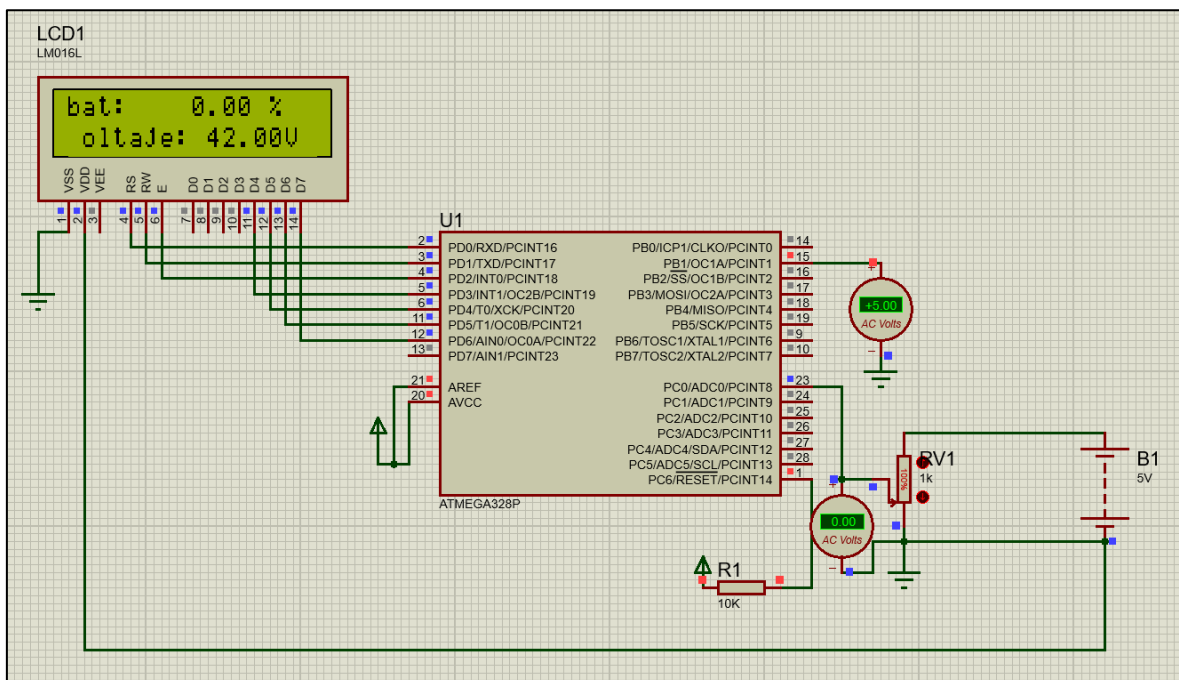 LCD1
LM016L
bat: 0.00 %
oltaje: 42.00V
VSS
VDD
VEE
RS
RW
E
D0
D1
D2
D3
D4
D5
D6
D7
1
2
3
4
5
6
7
8
9
10
11
12
13
14
U1
2 PD0/RXD/PCINT16
3 PD1/TXD/PCINT17
4 PD2/INT0/PCINT18
5 PD3/INT1/OC2B/PCINT19
6 PD4/T0/XCK/PCINT20
11 PD5/T1/OC0B/PCINT21
12 PD6/AIN0/OC0A/PCINT22
13 PD7/AIN1/PCINT23
21 AREF
20 AVCC
PB0/ICP1/CLKO/PCINT0 14
PB1/OC1A/PCINT1 15
PB2/SS/OC1B/PCINT2 16
PB3/MOSI/OC2A/PCINT3 17
PB4/MISO/PCINT4 18
PB5/SCK/PCINT5 19
PB6/TOSC1/XTAL1/PCINT6 9
PB7/TOSC2/XTAL2/PCINT7 10
PC0/ADC0/PCINT8 23
PC1/ADC1/PCINT9 24
PC2/ADC2/PCINT10 25
PC3/ADC3/PCINT11 26
PC4/ADC4/SDA/PCINT12 27
PC5/ADC5/SCL/PCINT13 28
PC6/RESET/PCINT14 1
ATMEGA328P
+
+5.00
AC Volts
−
+
0.00
AC Volts
−
RV1
1k
100%
B1
5V
R1
10K